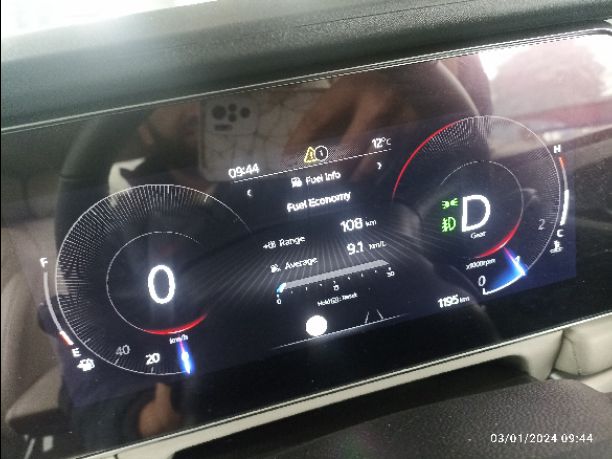 09:44
12°C
Fuel Info
Fuel Economy
Range 108 km
Average 9.1 km/L
0 15 30
Hold OK : Reset
F
E
0
km/h
40
20
H
C
D
Gear
2
x1000rpm
0
1195 km
03/01/2024 09:44